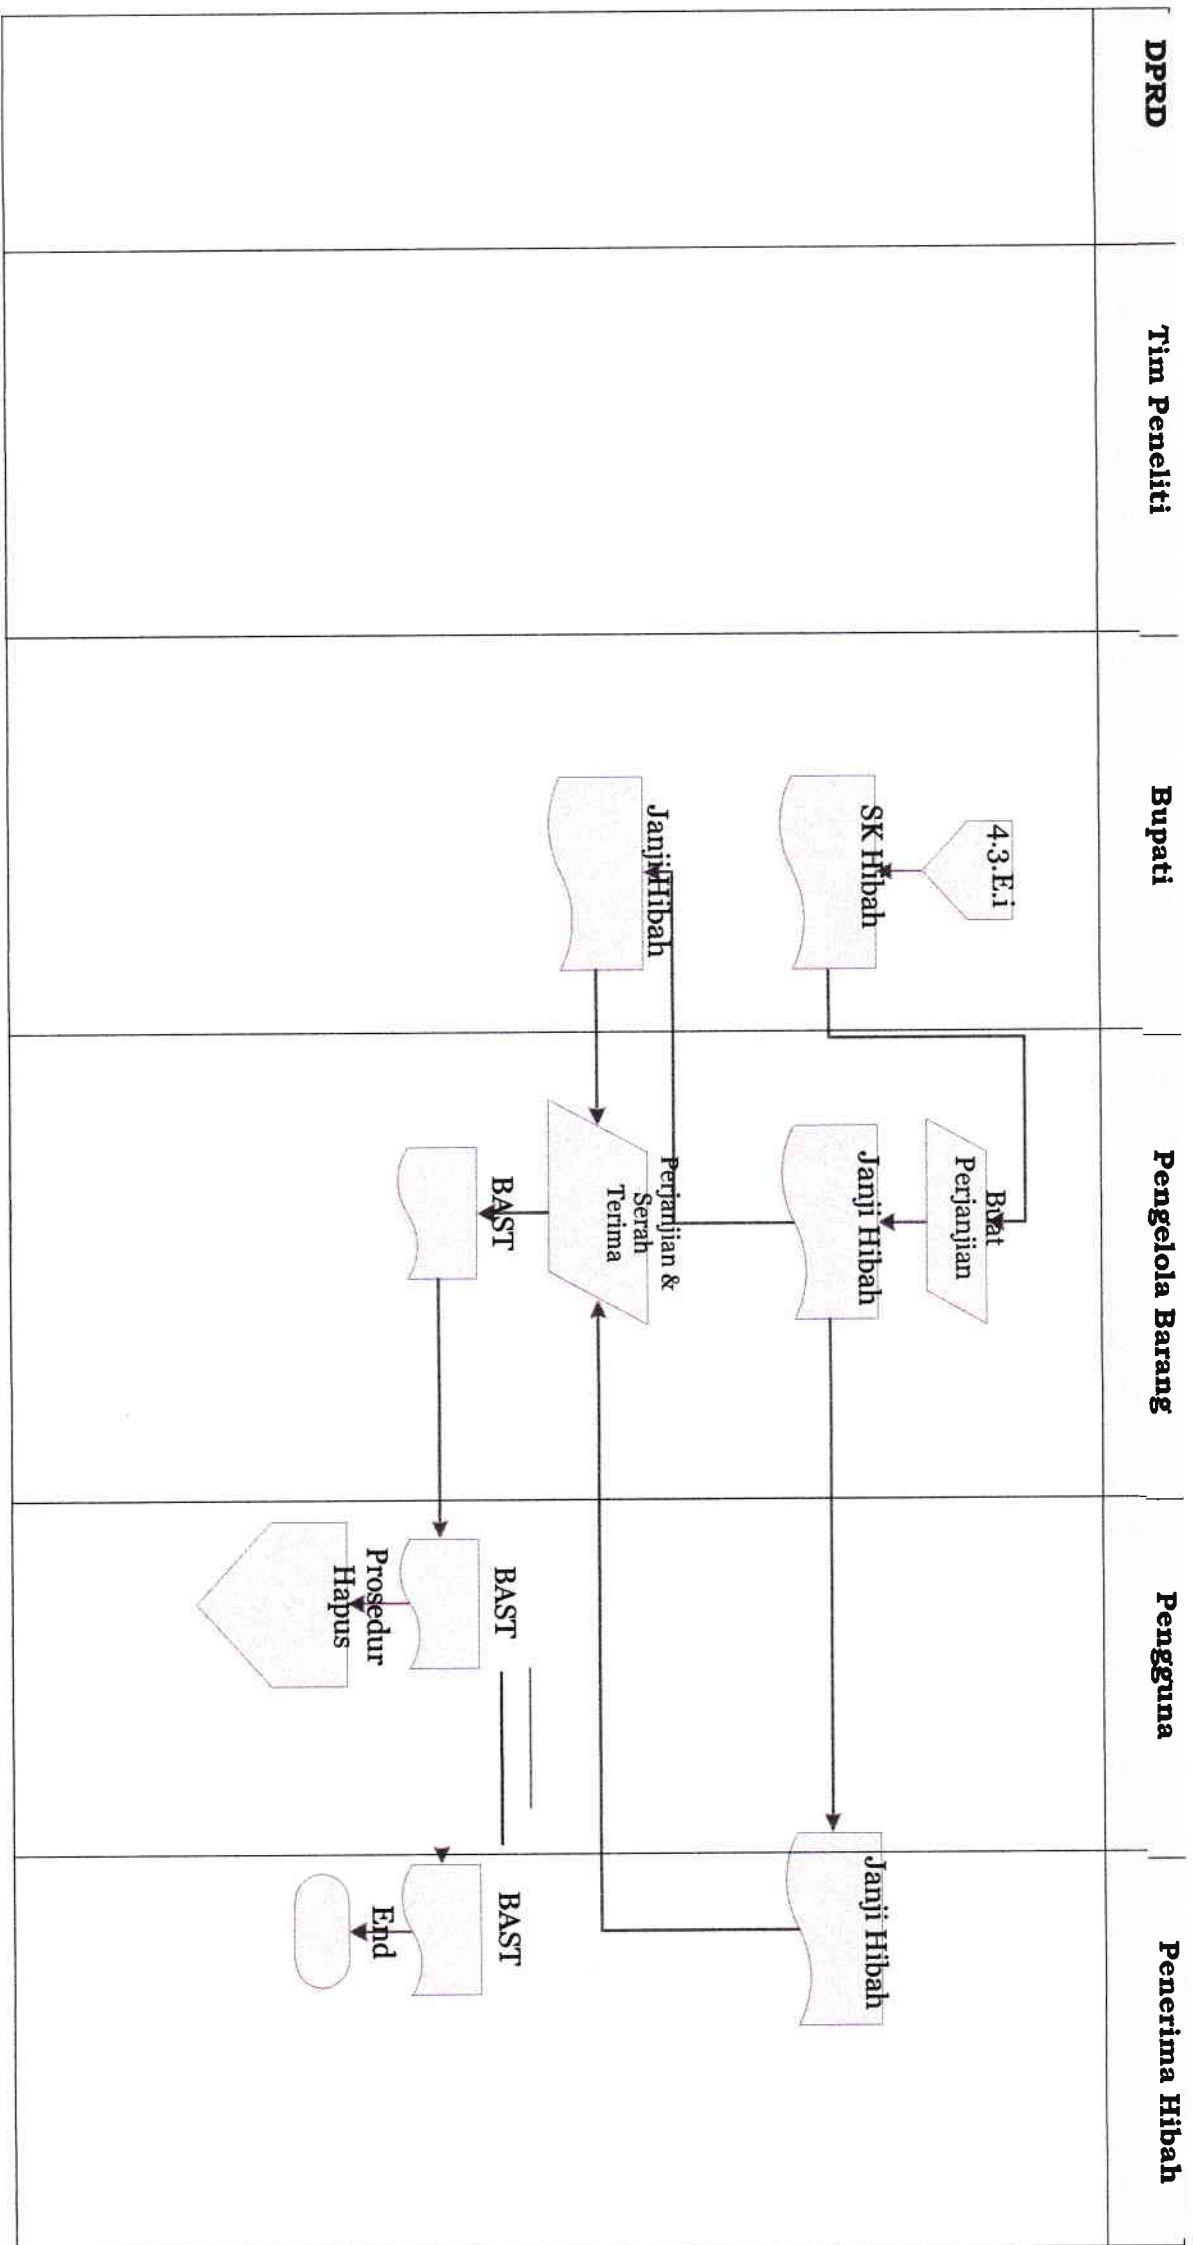 DPRD
Tim Peneliti
Bupati
Pengelola Barang
Pengguna
Penerima Hibah
4.3.E.i
Buat
Perjanjian
SK Hibah
Janji Hibah
Janji Hibah
Janji Hibah
Perjanjian &
Serah
Terima
BAST
BAST
BAST
Prosedur
Hapus
End